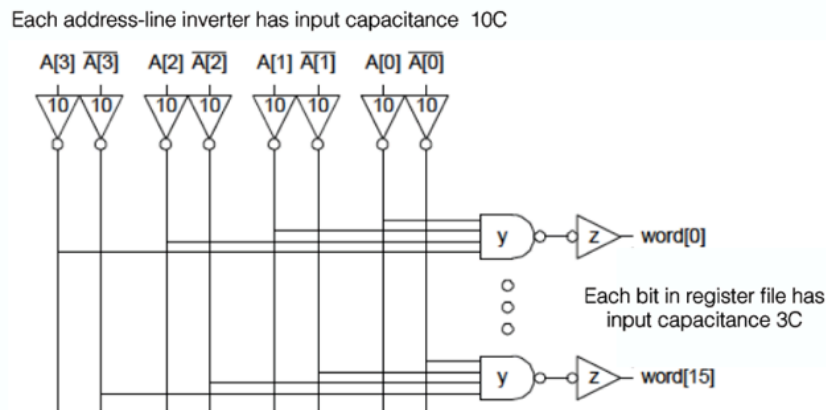 Each address-line inverter has input capacitance 10C
A[3] A̅[̅3̅]̅ A[2] A̅[̅2̅]̅ A[1] A̅[̅1̅]̅ A[0] A̅[̅0̅]̅
10 10 10 10 10 10 10 10
y z word[0]
Each bit in register file has
input capacitance 3C
y z word[15]